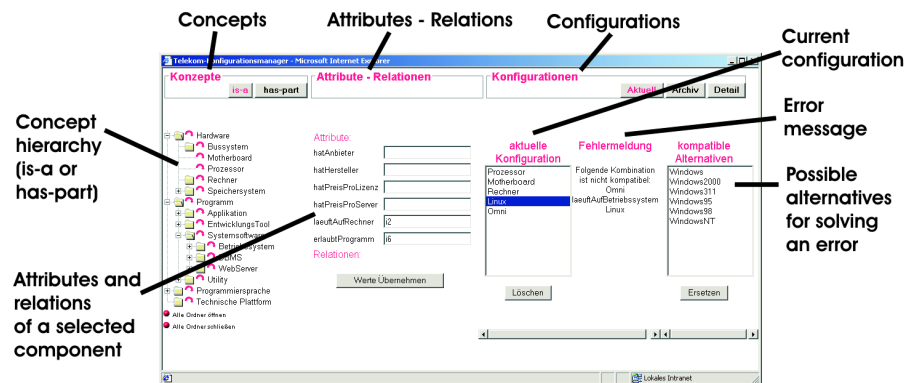 Concepts
Attributes - Relations
Configurations
Current
configuration
Telekom-Konfigurationsmanager - Microsoft Internet Explorer
Konzepte
is-a
has-part
Attribute - Relationen
Konfigurationen
Aktuell
Archiv
Detail
Concept
hierarchy
(is-a or
has-part)
Error
message
Possible
alternatives
for solving
an error
Attributes and
relations
of a selected
component
Hardware
Bussystem
Motherboard
Prozessor
Rechner
Speichersystem
Programm
Applikation
EntwicklungsTool
Systemsoftware
Betriebssystem
DBMS
WebServer
Utility
Programmiersprache
Technische Plattform
Alle Ordner öffnen
Alle Ordner schließen
Attribute:
hatAnbieter
hatHersteller
hatPreisProLizenz
hatPreisProServer
laeuftAufRechner
i2
erlaubtProgramm
i6
Relationen:
Werte Übernehmen
aktuelle
Konfiguration
Prozessor
Motherboard
Rechner
Linux
Omni
Löschen
Fehlermeldung
Folgende Kombination
ist nicht kompatibel:
Omni
laeuftAufBetriebssystem
Linux
kompatible
Alternativen
Windows
Windows2000
Windows311
Windows95
Windows98
WindowsNT
Ersetzen
Lokales Intranet